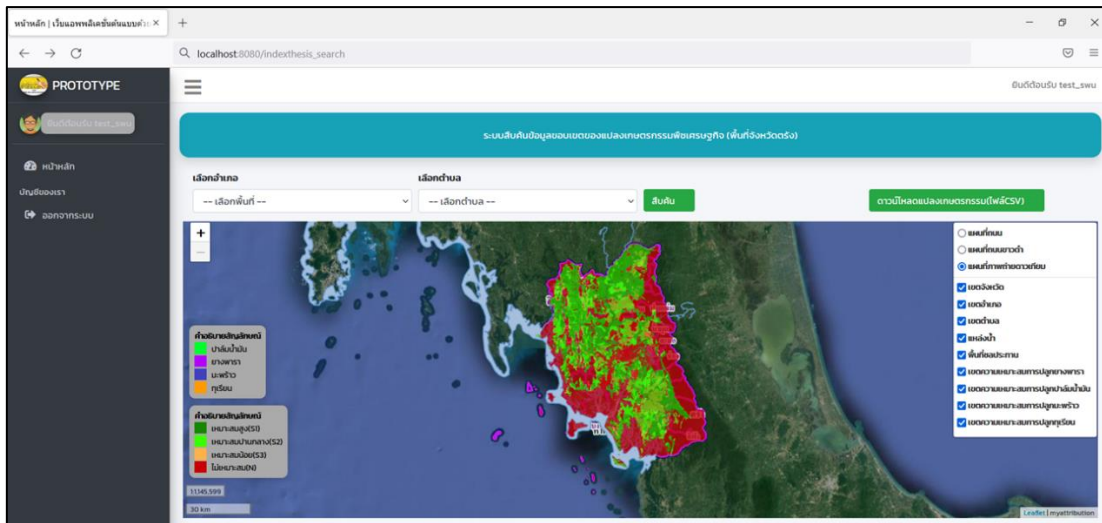 หน้าหลัก | เว็บแอพพลิเคชั่นต้นแบบ
localhost:8080/indexthesis_search
PROTOTYPE
ยินดีต้อนรับ test_swu
ยินดีต้อนรับ test_swu
หน้าหลัก
บัญชีของเรา
ออกจากระบบ
ระบบสืบค้นข้อมูลขอบเขตของแปลงเกษตรกรรมพืชเศรษฐกิจ (พื้นที่จังหวัดตรัง)
เลือกอำเภอ
เลือกตำบล
-- เลือกพื้นที่ --
-- เลือกตำบล --
สืบค้น
ดาวน์โหลดแปลงเกษตรกรรม(ไฟล์CSV)
+
−
แผนที่ถนน
แผนที่ถนนขาวดำ
แผนที่ภาพถ่ายดาวเทียม
เขตจังหวัด
เขตอำเภอ
เขตตำบล
แหล่งน้ำ
พื้นที่ชลประทาน
เขตความเหมาะสมการปลูกยางพารา
เขตความเหมาะสมการปลูกปาล์มน้ำมัน
เขตความเหมาะสมการปลูกมะพร้าว
เขตความเหมาะสมการปลูกทุเรียน
คำอธิบายสัญลักษณ์
ปาล์มน้ำมัน
ยางพารา
มะพร้าว
ทุเรียน
คำอธิบายสัญลักษณ์
เหมาะสมสูง(S1)
เหมาะสมปานกลาง(S2)
เหมาะสมน้อย(S3)
ไม่เหมาะสม(N)
1:1,145,599
30 km
Leaflet | myattribution